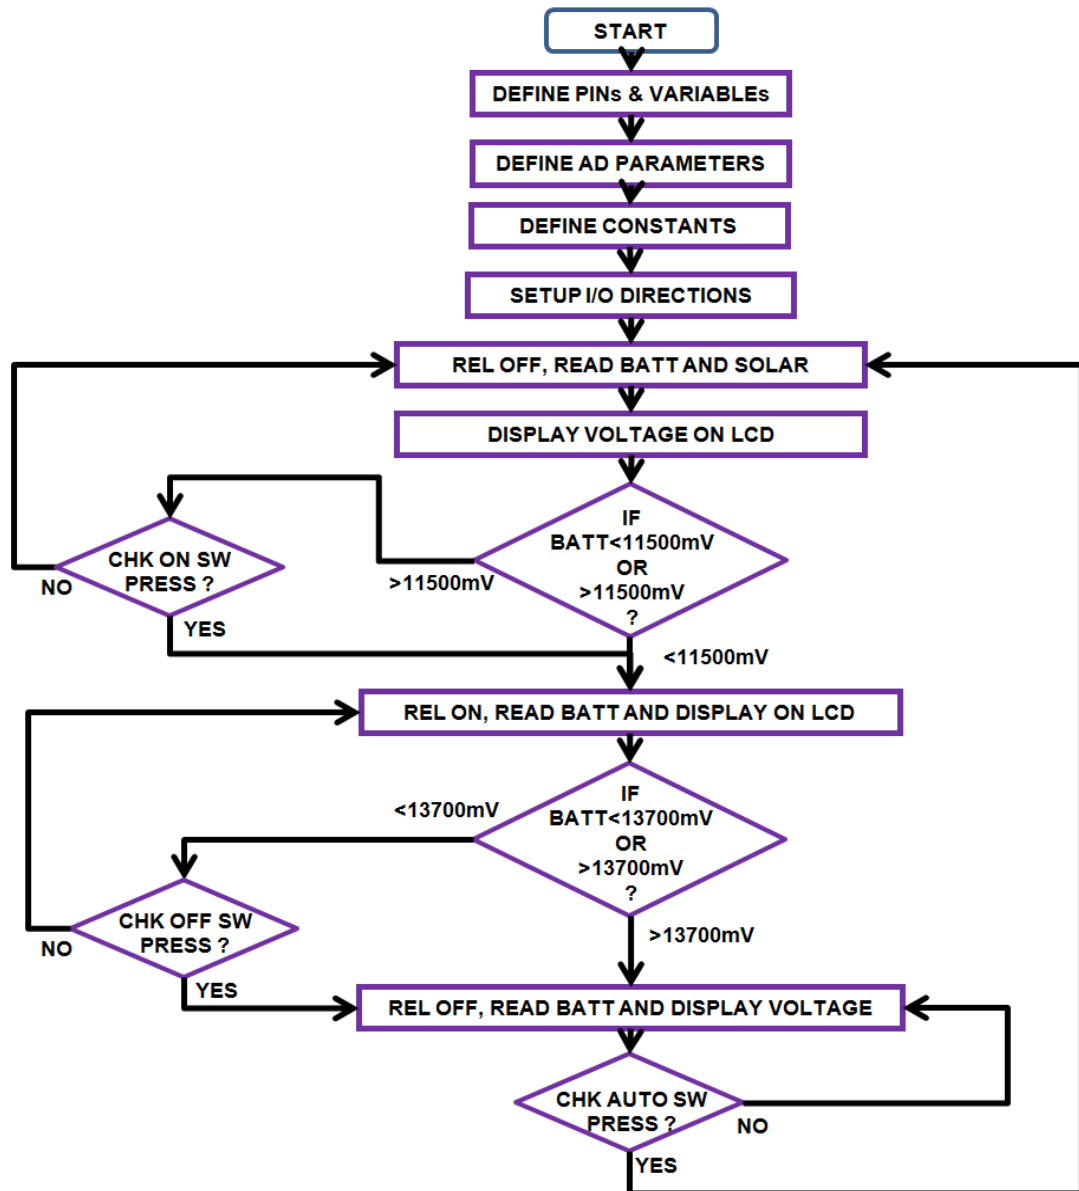 START
DEFINE PINs & VARIABLEs
DEFINE AD PARAMETERS
DEFINE CONSTANTS
SETUP I/O DIRECTIONS
REL OFF, READ BATT AND SOLAR
DISPLAY VOLTAGE ON LCD
IF
BATT<11500mV
OR
>11500mV
?
>11500mV
CHK ON SW
PRESS ?
NO
YES
<11500mV
REL ON, READ BATT AND DISPLAY ON LCD
IF
BATT<13700mV
OR
>13700mV
?
<13700mV
CHK OFF SW
PRESS ?
NO
YES
>13700mV
REL OFF, READ BATT AND DISPLAY VOLTAGE
CHK AUTO SW
PRESS ?
NO
YES